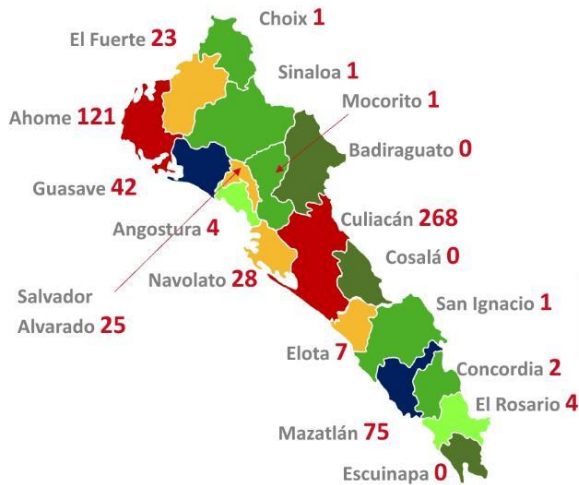 Choix 1
El Fuerte 23
Sinaloa 1
Mocorito 1
Ahome 121
Badiraguato 0
Guasave 42
Culiacán 268
Angostura 4
Cosalá 0
Navolato 28
Salvador
Alvarado 25
San Ignacio 1
Elota 7
Concordia 2
El Rosario 4
Mazatlán 75
Escuinapa 0